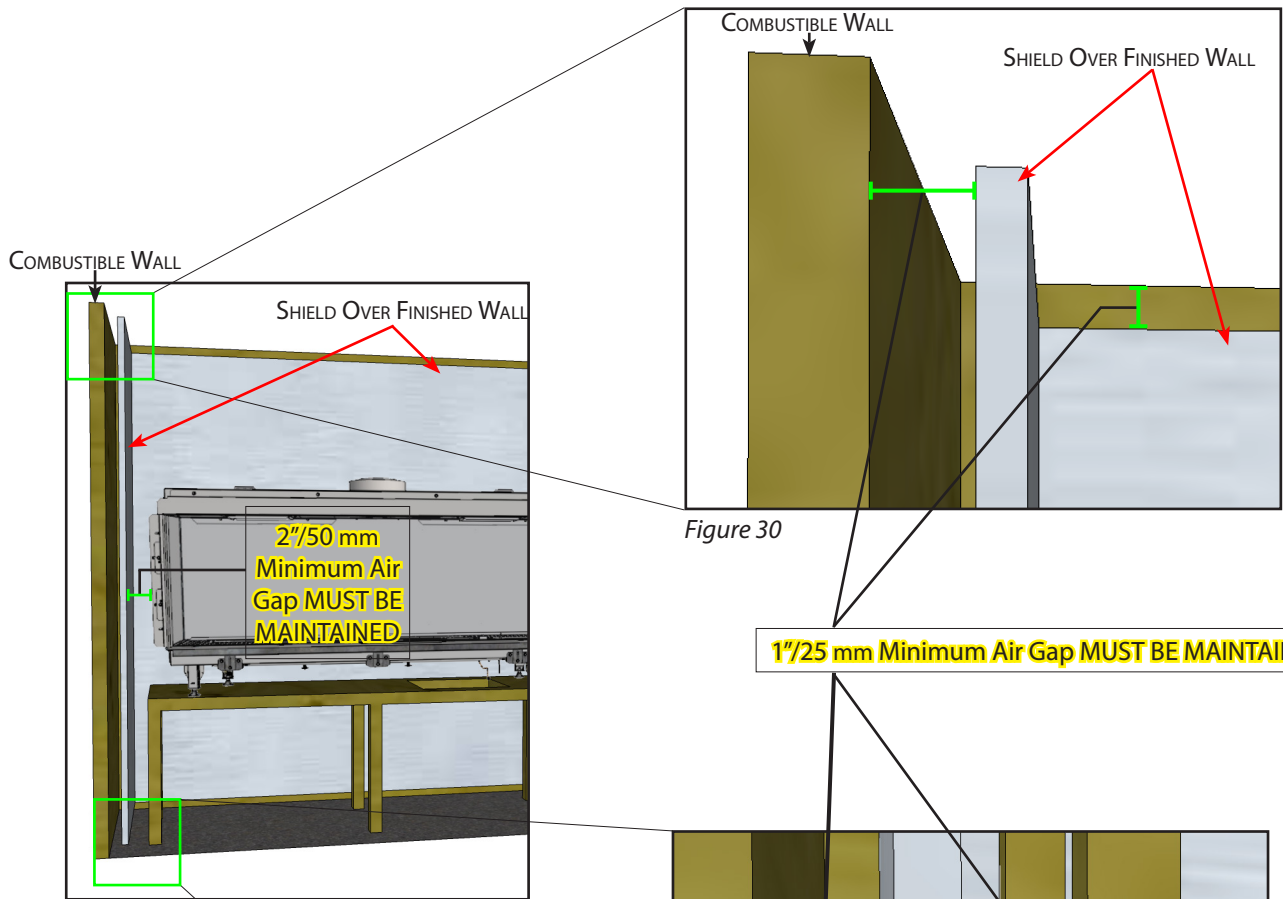 Combustible Wall
Shield Over Finished Wall
Combustible Wall
Shield Over Finished Wall
2"/50 mm
Minimum Air
Gap MUST BE
MAINTAINED
Figure 30
1"/25 mm Minimum Air Gap MUST BE